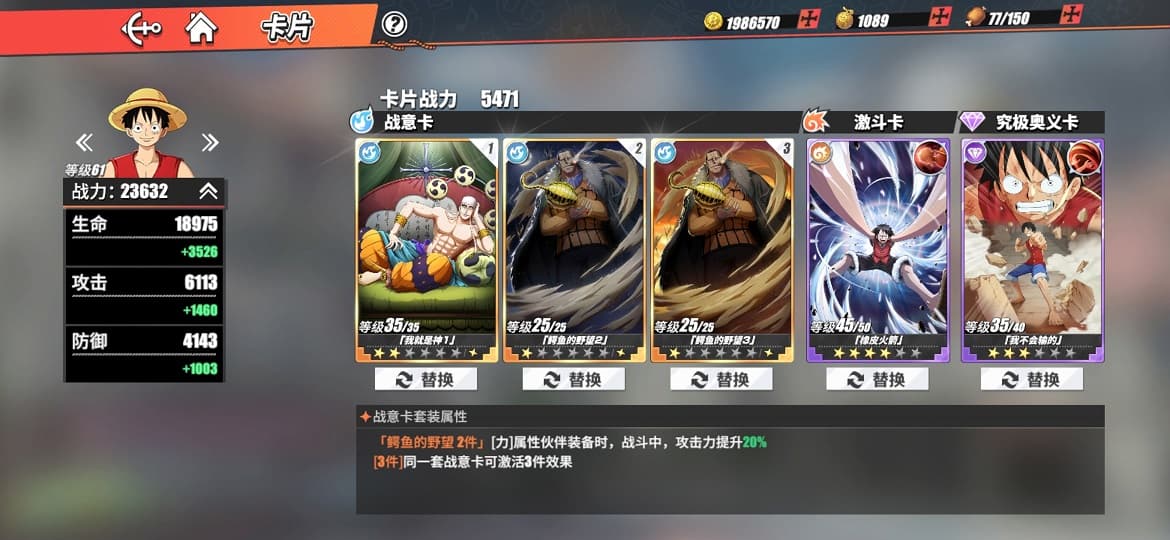 卡片
?
1986570
1089
77/150
卡片战力 5471
战意卡
激斗卡
究极奥义卡
等级61
战力: 23632
生命 18975
+3526
攻击 6113
+1460
防御 4143
+1003
1
等级35/35
「我就是神1」
替换
2
等级25/25
「鳄鱼的野望2」
替换
3
等级25/25
「鳄鱼的野望3」
替换
等级45/50
「橡皮火箭」
替换
等级35/40
「我不会输的」
替换
战意卡套装属性
「鳄鱼的野望 2件」[力]属性伙伴装备时，战斗中，攻击力提升20%
[3件]同一套战意卡可激活3件效果